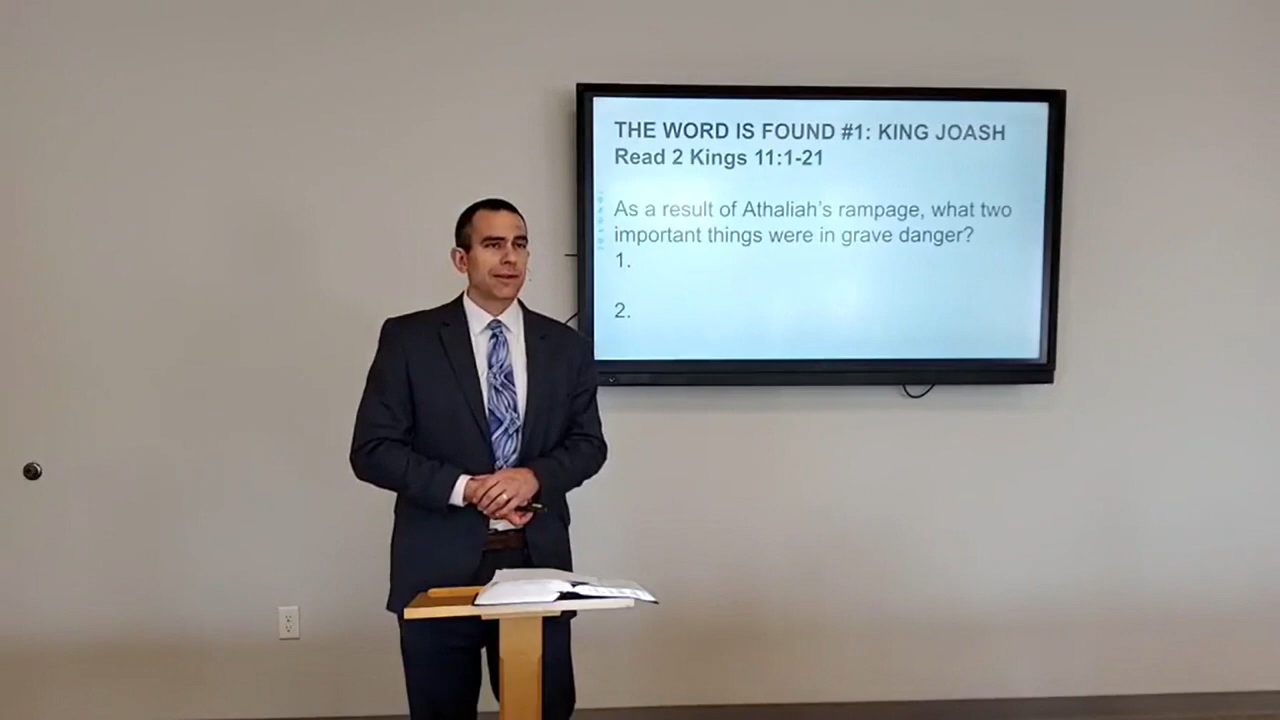 THE WORD IS FOUND #1: KING JOASH
Read 2 Kings 11:1-21
As a result of Athaliah's rampage, what two
important things were in grave danger?
1.
2.